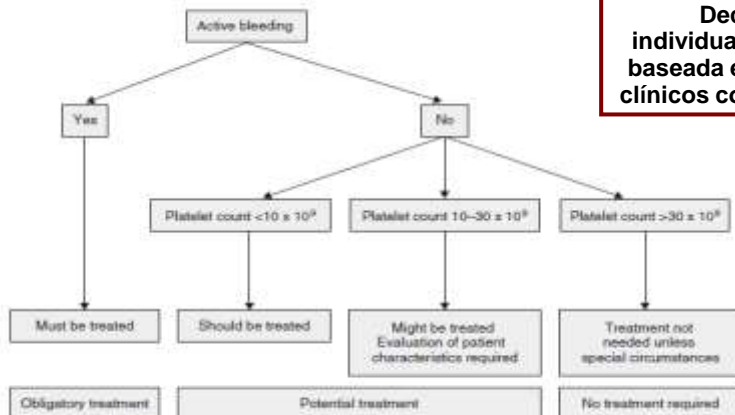 Dec
individua
baseada e
clínicos co
Active bleeding
Yes
No
Platelet count <10 x 10⁹
Platelet count 10–30 x 10⁹
Platelet count >30 x 10⁹
Must be treated
Should be treated
Might be treated
Evaluation of patient
characteristics required
Treatment not
needed unless
special circumstances
Obligatory treatment
Potential treatment
No treatment required